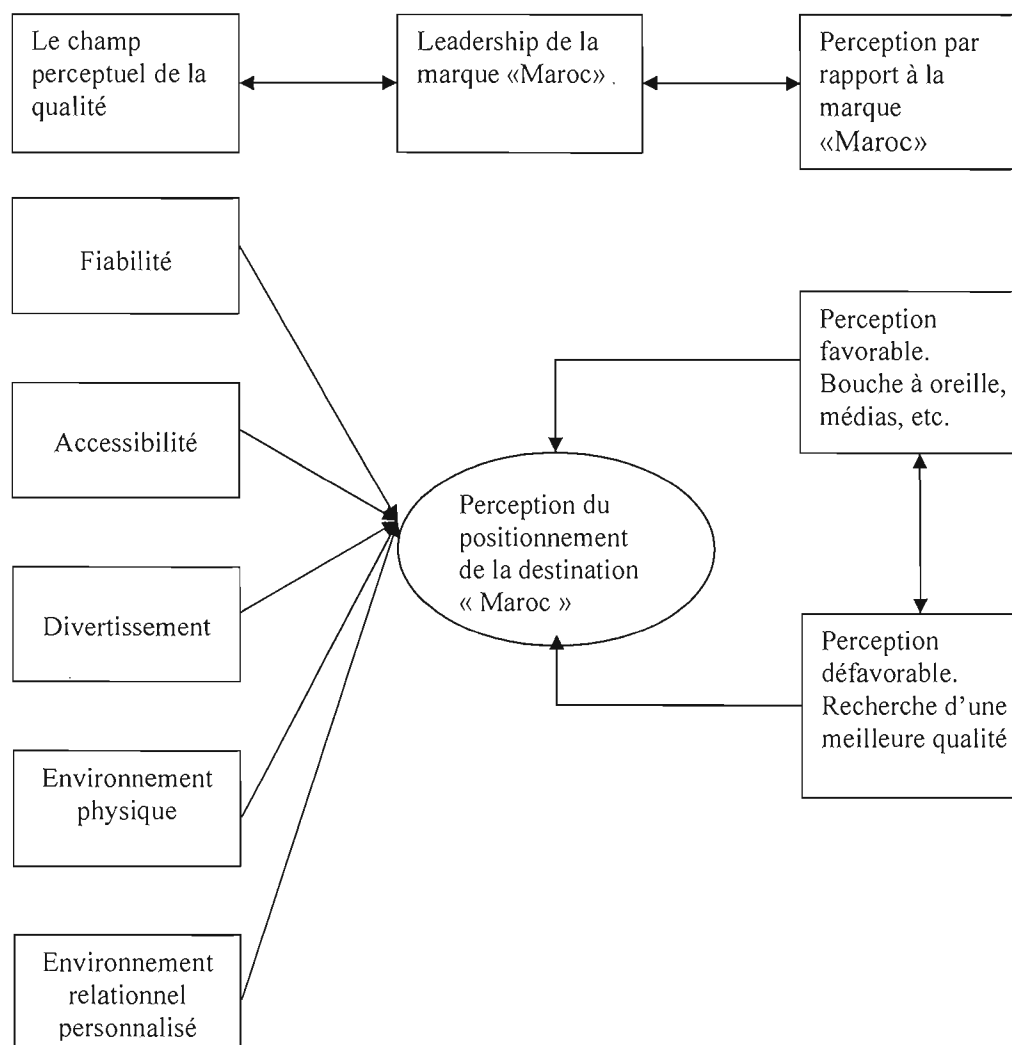 Le champ
perceptuel de la
qualité
Leadership de la
marque «Maroc» .
Perception par
rapport à la
marque
«Maroc»
Fiabilité
Accessibilité
Divertissement
Environnement
physique
Environnement
relationnel
personnalisé
Perception du
positionnement
de la destination
« Maroc »
Perception
favorable.
Bouche à oreille,
médias, etc.
Perception
défavorable.
Recherche d'une
meilleure qualité